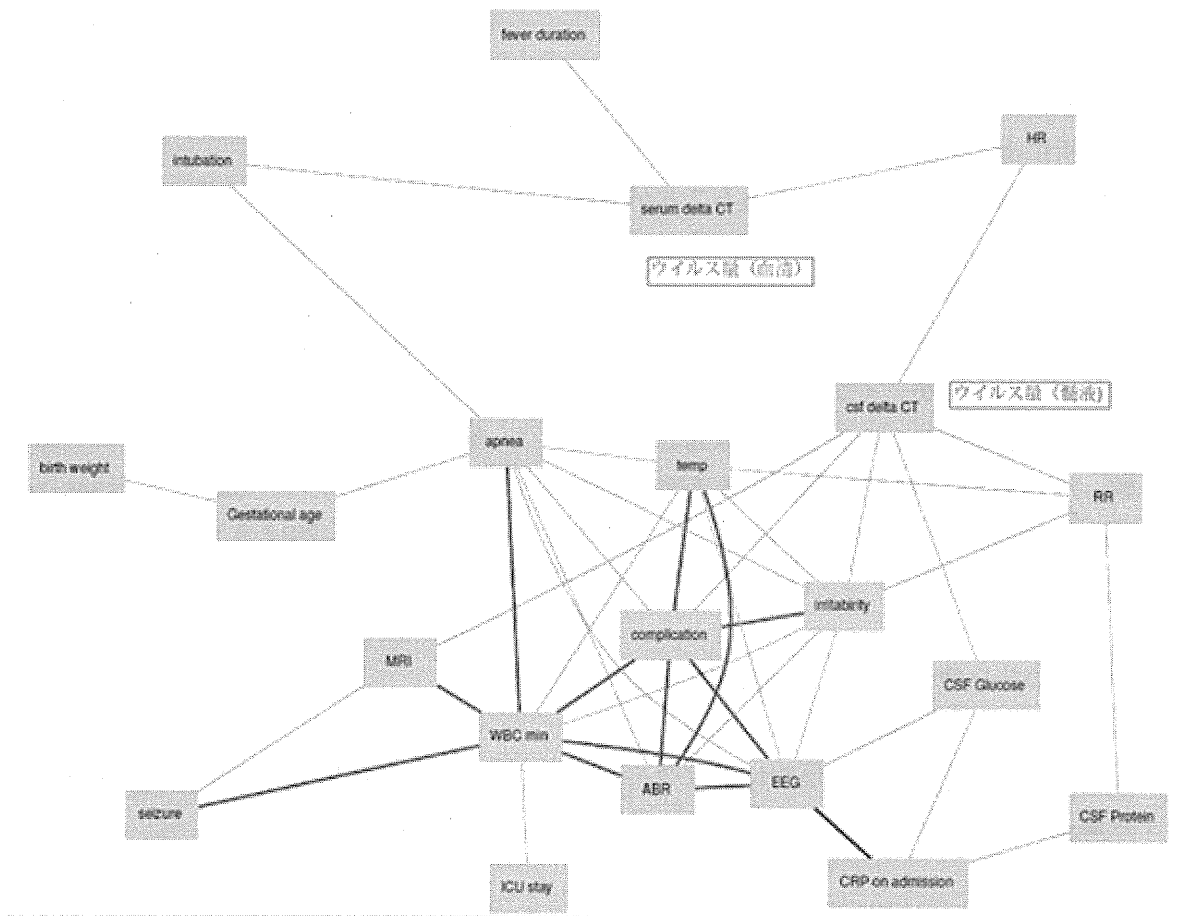 fever duration
HR
intubation
serum delta CT
ウイルス量（血清）
csf delta CT
ウイルス量（髄液)
apnea
temp
birth weight
RR
Gestational age
irritabirity
complication
MRI
CSF Glucose
WBC min
EEG
ABR
seizure
CSF Protein
ICU stay
CRP on admission